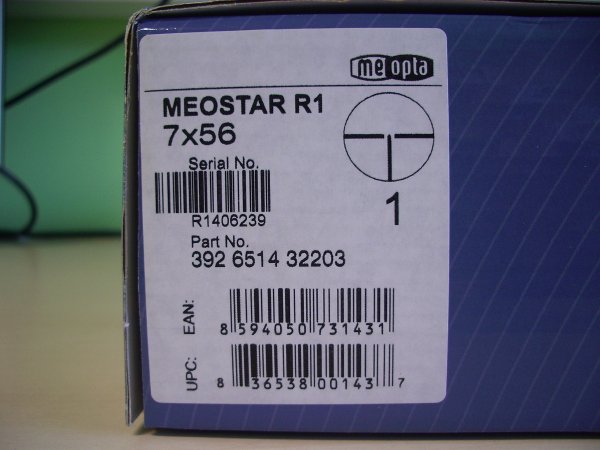 meopta
MEOSTAR R1
7x56
Serial No.
R1406239
1
Part No.
392 6514 32203
EAN:
8 594050 731431
UPC:
8 36538 00143 7